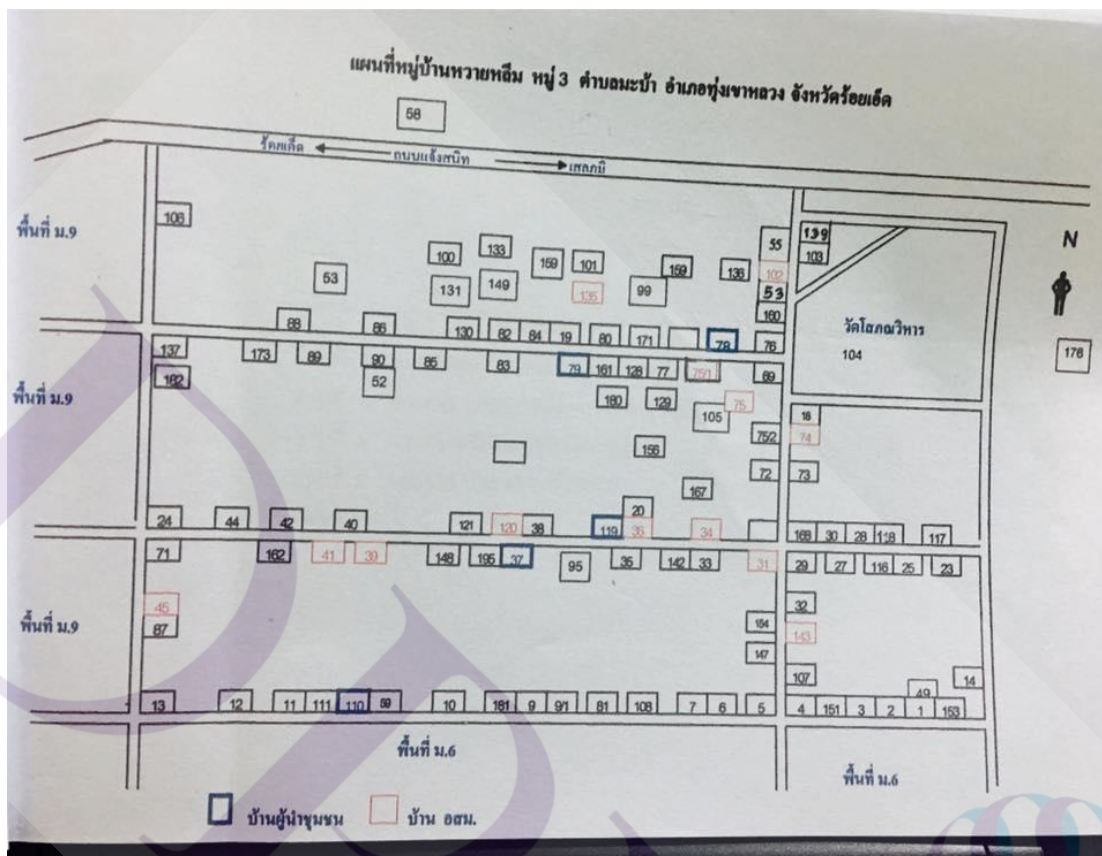 แผนที่หมู่บ้านหวายหลึม หมู่ 3 ตำบลมะบ้า อำเภอทุ่งเขาหลวง จังหวัดร้อยเอ็ด
58
ร้อยเอ็ด ถนนแจ้งสนิท เสลภูมิ
พื้นที่ ม.9
106
55 139
N
100 133 159 101 159 136 102 103
53 131 149 135 99 53
160
วัดโสภณวิหาร
104
176
88 86 130 82 84 19 80 171 78 76
137 173 89 90 85 83 79 161 128 77 75/1 69
พื้นที่ ม.9
182 52 180 129 105 75 18
75/2 74
156
72 73
167
20
24 44 42 40 121 120 38 119 36 34 169 30 28 118 117
71 162 41 39 148 195 37 95 35 142 33 31 29 27 116 25 23
45 32
พื้นที่ ม.9
87 154 143
147
107 14
49
13 12 11 111 110 59 10 181 9 9/1 81 108 7 6 5 4 151 3 2 1 153
พื้นที่ ม.6
พื้นที่ ม.6
บ้านผู้นำชุมชน บ้าน อสม.